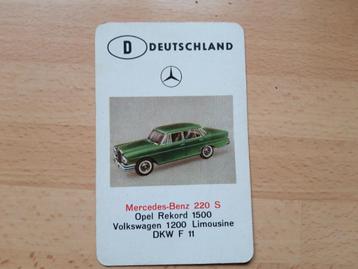 D DEUTSCHLAND
Mercedes-Benz 220 S
Opel Rekord 1500
Volkswagen 1200 Limousine
DKW F 11